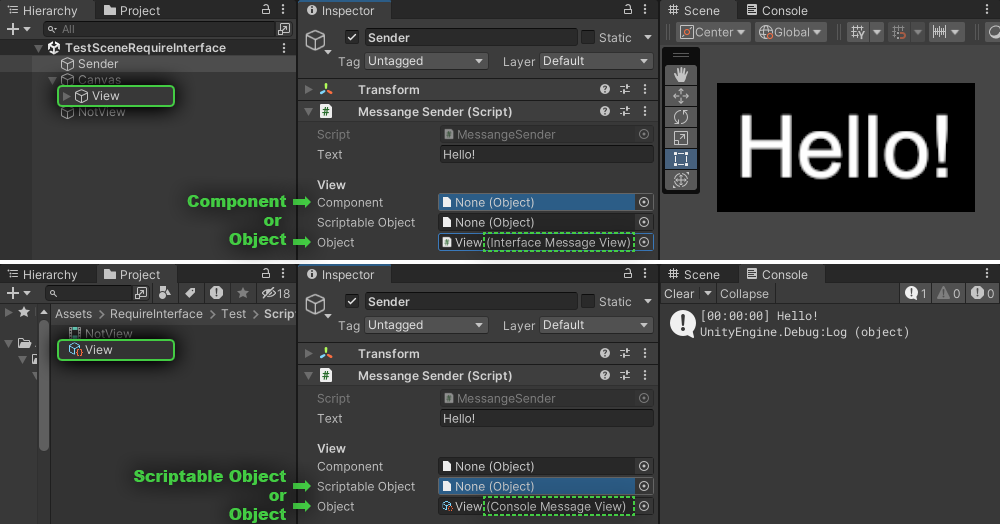 Hierarchy
Project
All
TestSceneRequireInterface
Sender
Canvas
View
NotView
Component
or
Object
Inspector
Sender
Static
Tag
Untagged
Layer
Default
Transform
Messange Sender (Script)
Script
MessangeSender
Text
Hello!
View
Component
None (Object)
Scriptable Object
None (Object)
Object
View (Interface Message View)
Scene
Console
Center
Global
Hello!
Hierarchy
Project
18
Assets
RequireInterface
Test
Script
NotView
View
Scriptable Object
or
Object
Inspector
Sender
Static
Tag
Untagged
Layer
Default
Transform
Messange Sender (Script)
Script
MessangeSender
Text
Hello!
View
Component
None (Object)
Scriptable Object
None (Object)
Object
View (Console Message View)
Scene
Console
Clear
Collapse
1
0
0
[00:00:00] Hello!
UnityEngine.Debug:Log (object)